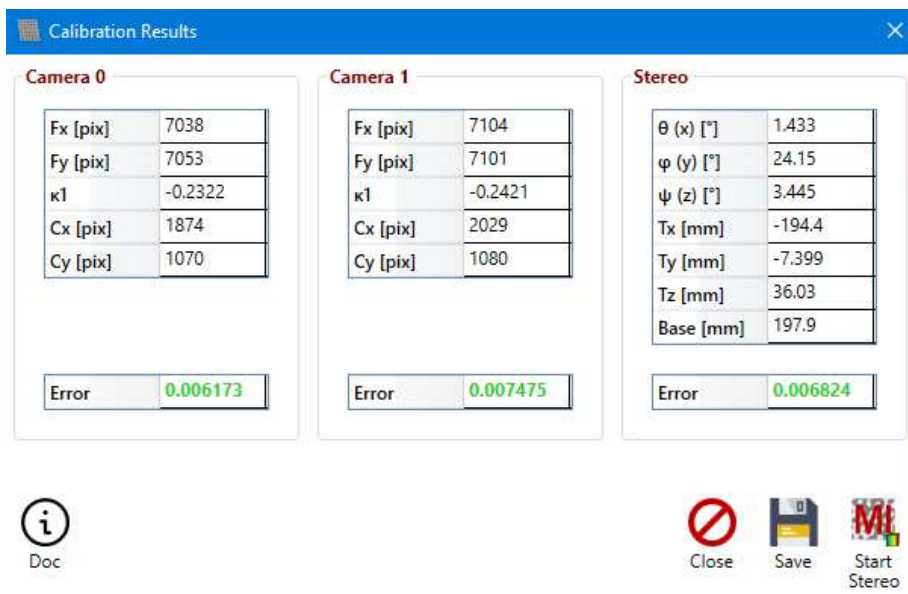 Calibration Results
Camera 0
Fx [pix] 7038
Fy [pix] 7053
κ1 -0.2322
Cx [pix] 1874
Cy [pix] 1070
Error 0.006173
Camera 1
Fx [pix] 7104
Fy [pix] 7101
κ1 -0.2421
Cx [pix] 2029
Cy [pix] 1080
Error 0.007475
Stereo
θ (x) [°] 1.433
φ (y) [°] 24.15
ψ (z) [°] 3.445
Tx [mm] -194.4
Ty [mm] -7.399
Tz [mm] 36.03
Base [mm] 197.9
Error 0.006824
Doc
Close
Save
MI
Start
Stereo